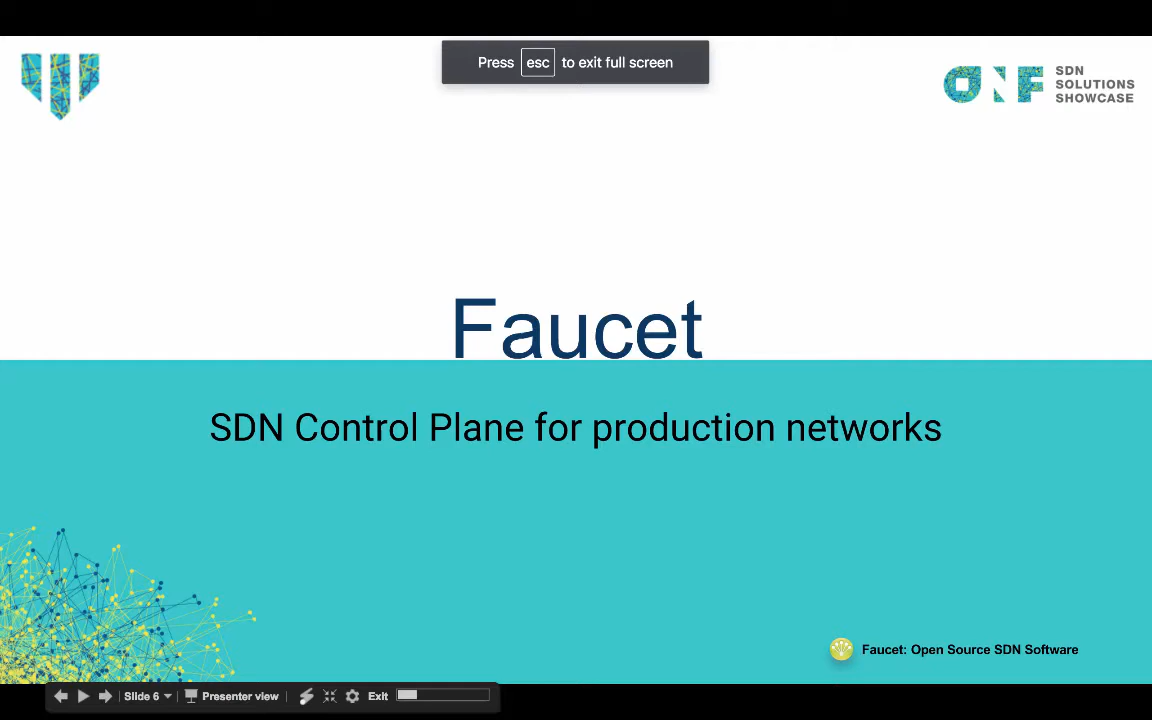 Press esc to exit full screen
ONF SDN
SOLUTIONS
SHOWCASE
Faucet
SDN Control Plane for production networks
Faucet: Open Source SDN Software
Slide 6 Presenter view Exit